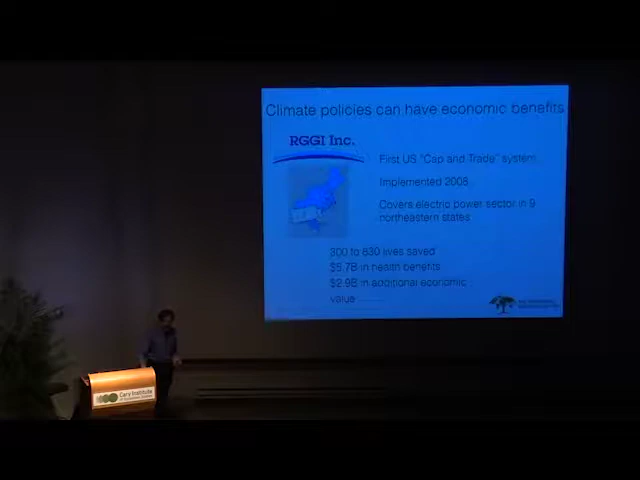 Climate policies can have economic benefits
RGGI Inc.
First US "Cap and Trade" system
Implemented 2008
Covers electric power sector in 9
northeastern states
300 to 830 lives saved
$5.7B in health benefits
$2.9B in additional economic
value
Cary Institute